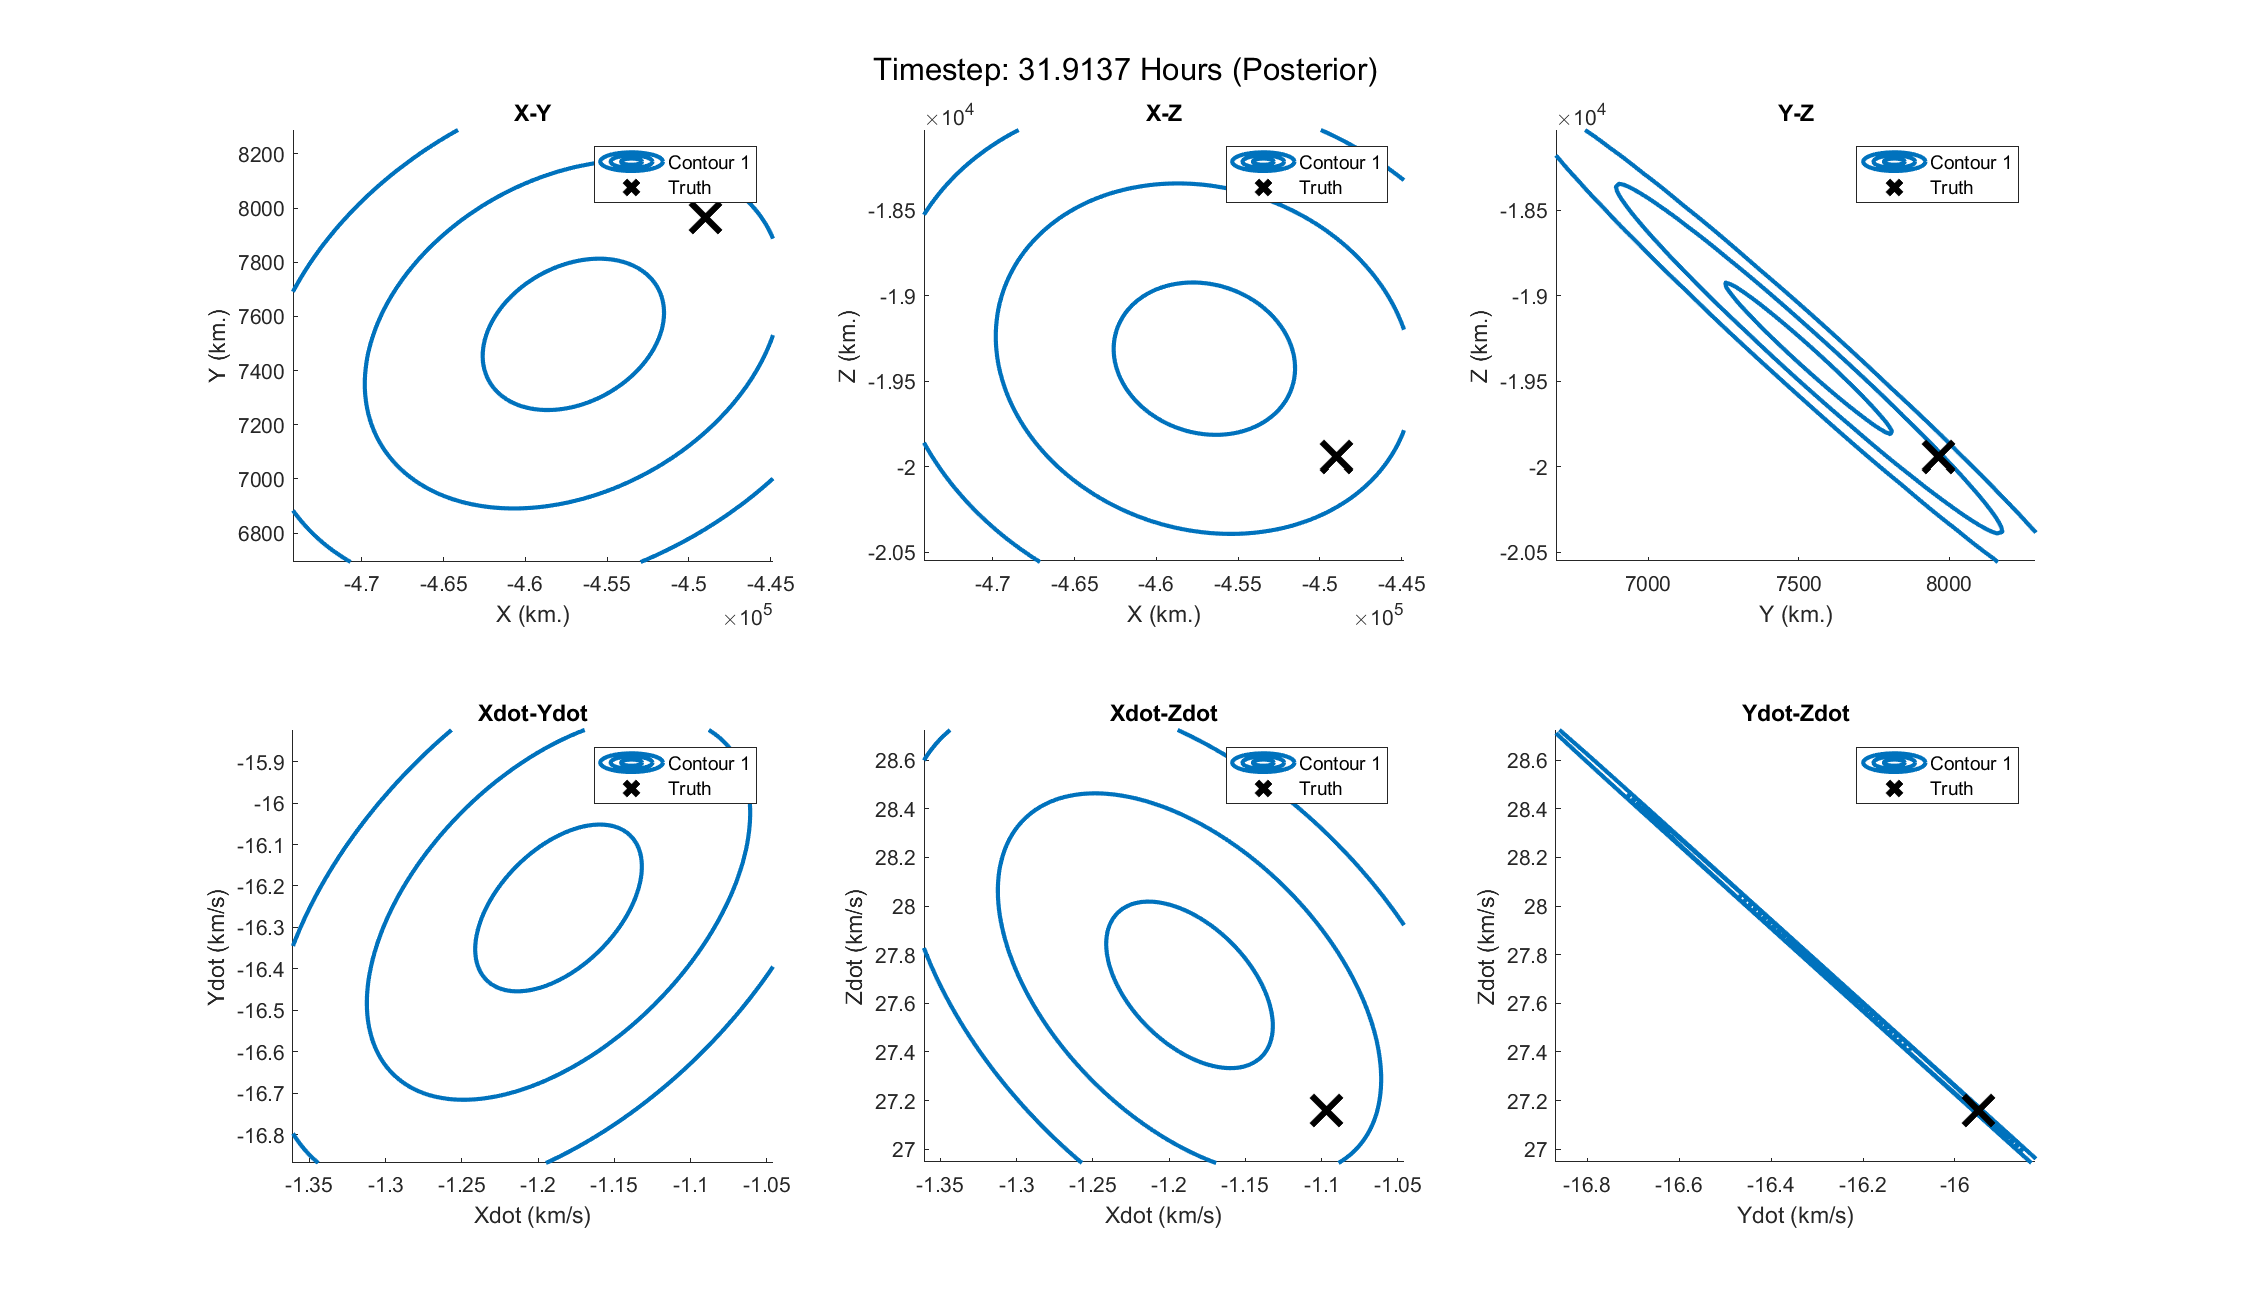 Timestep: 31.9137 Hours (Posterior)
X-Y
8200
8000
7800
7600
7400
7200
7000
6800
Y (km.)
-4.7 -4.65 -4.6 -4.55 -4.5 -4.45
X (km.)
×10^5
Contour 1
Truth
X-Z
×10^4
-1.85
-1.9
-1.95
-2
-2.05
Z (km.)
-4.7 -4.65 -4.6 -4.55 -4.5 -4.45
X (km.)
×10^5
Contour 1
Truth
Y-Z
×10^4
-1.85
-1.9
-1.95
-2
-2.05
Z (km.)
7000 7500 8000
Y (km.)
Contour 1
Truth
Xdot-Ydot
-15.9
-16
-16.1
-16.2
-16.3
-16.4
-16.5
-16.6
-16.7
-16.8
Ydot (km/s)
-1.35 -1.3 -1.25 -1.2 -1.15 -1.1 -1.05
Xdot (km/s)
Contour 1
Truth
Xdot-Zdot
28.6
28.4
28.2
28
27.8
27.6
27.4
27.2
27
Zdot (km/s)
-1.35 -1.3 -1.25 -1.2 -1.15 -1.1 -1.05
Xdot (km/s)
Contour 1
Truth
Ydot-Zdot
28.6
28.4
28.2
28
27.8
27.6
27.4
27.2
27
Zdot (km/s)
-16.8 -16.6 -16.4 -16.2 -16
Ydot (km/s)
Contour 1
Truth